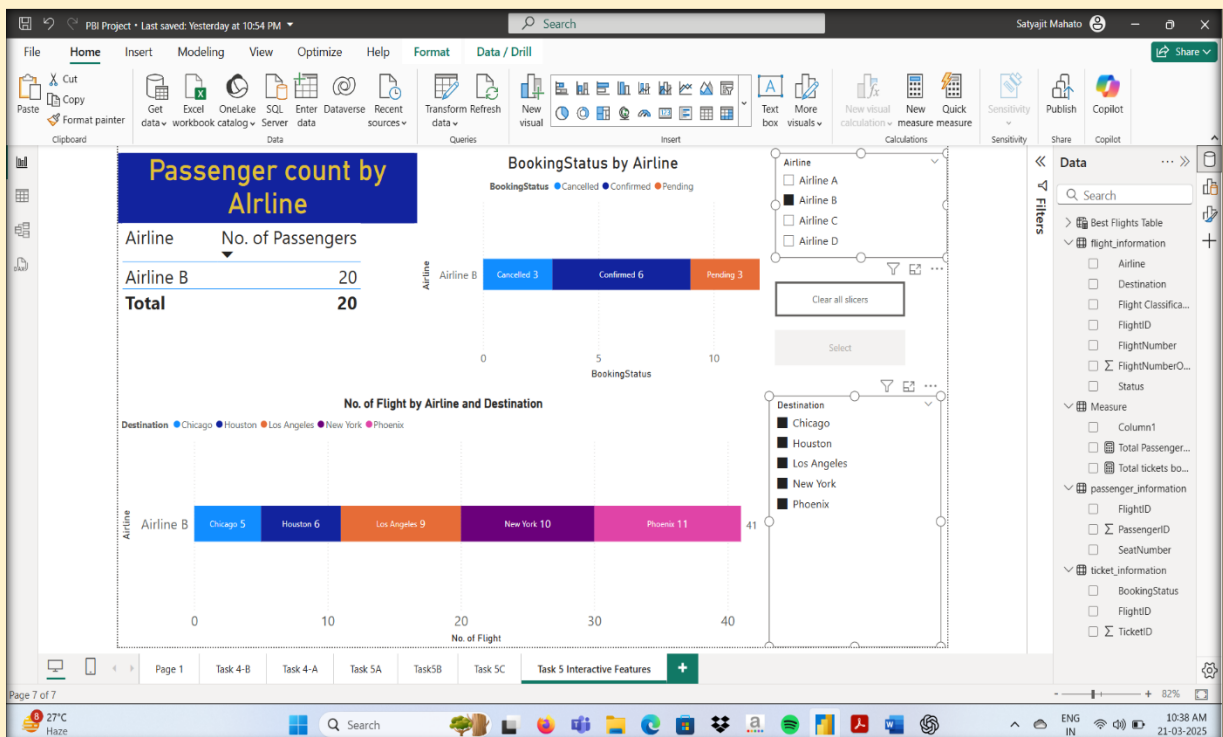 PBI Project • Last saved: Yesterday at 10:54 PM
Search
Satyajit Mahato
File Home Insert Modeling View Optimize Help Format Data / Drill
Share
Paste
Cut
Copy
Format painter
Clipboard
Get data
Excel workbook
OneLake catalog
SQL Server
Enter data
Dataverse
Recent sources
Data
Transform data
Refresh
Queries
New visual
Text box
More visuals
Insert
New visual calculation
New measure
Quick measure
Calculations
Sensitivity
Sensitivity
Publish
Share
Copilot
Copilot
Passenger count by
AIrline
Airline No. of Passengers
Airline B 20
Total 20
BookingStatus by Airline
BookingStatus Cancelled Confirmed Pending
Airline
Airline B
Cancelled 3 Confirmed 6 Pending 3
0 5 10
BookingStatus
Airline
Airline A
Airline B
Airline C
Airline D
Clear all slicers
Select
No. of Flight by Airline and Destination
Destination Chicago Houston Los Angeles New York Phoenix
Airline
Airline B
Chicago 5 Houston 6 Los Angeles 9 New York 10 Phoenix 11 41
0 10 20 30 40
No. of Flight
Destination
Chicago
Houston
Los Angeles
New York
Phoenix
Filters
Data
Search
Best Flights Table
flight_information
Airline
Destination
Flight Classifica...
FlightID
FlightNumber
FlightNumberO...
Status
Measure
Column1
Total Passenger...
Total tickets bo...
passenger_information
FlightID
PassengerID
SeatNumber
ticket_information
BookingStatus
FlightID
TicketID
Page 1 Task 4-B Task 4-A Task 5A Task5B Task 5C Task 5 Interactive Features
Page 7 of 7
82%
8
27°C
Haze
Search
ENG
IN
10:38 AM
21-03-2025